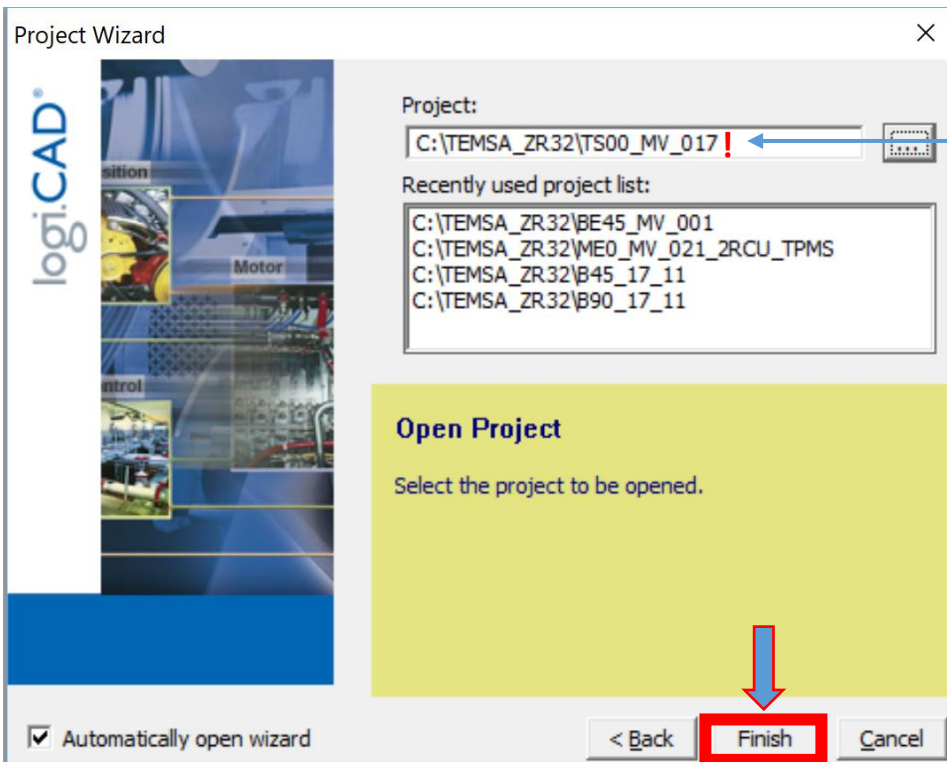 Project Wizard
logi.CAD®
sition
Motor
ntrol
Project:
C:\TEMSA_ZR32\TS00_MV_017 !
...
Recently used project list:
C:\TEMSA_ZR32\BE45_MV_001
C:\TEMSA_ZR32\ME0_MV_021_2RCU_TPMS
C:\TEMSA_ZR32\B45_17_11
C:\TEMSA_ZR32\B90_17_11
Open Project
Select the project to be opened.
Automatically open wizard
< Back
Finish
Cancel